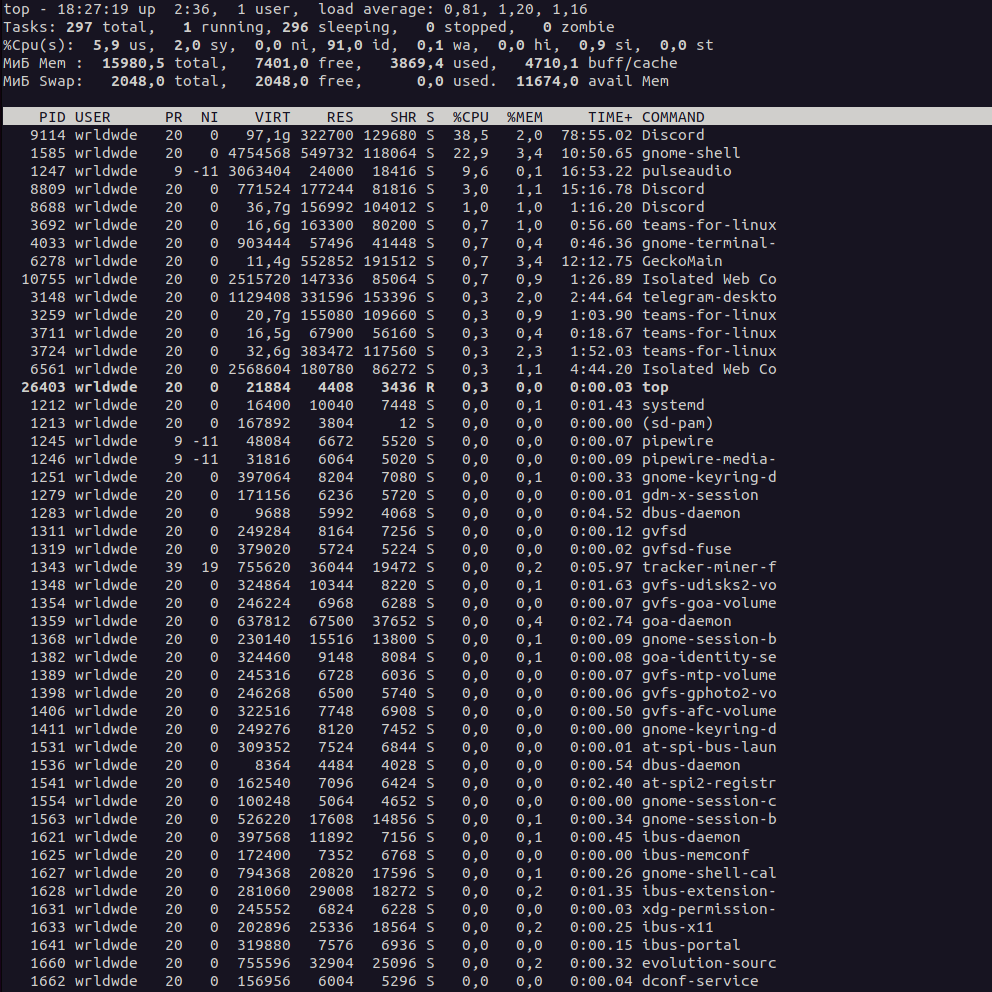 top - 18:27:19 up  2:36,  1 user,  load average: 0,81, 1,20, 1,16
Tasks: 297 total,   1 running, 296 sleeping,   0 stopped,   0 zombie
%Cpu(s):  5,9 us,  2,0 sy,  0,0 ni, 91,0 id,  0,1 wa,  0,0 hi,  0,9 si,  0,0 st
МиБ Mem :  15980,5 total,   7401,0 free,   3869,4 used,   4710,1 buff/cache
МиБ Swap:   2048,0 total,   2048,0 free,      0,0 used.  11674,0 avail Mem
PID USER      PR  NI    VIRT    RES    SHR S  %CPU  %MEM     TIME+ COMMAND
9114 wrldwde   20   0   97,1g 322700 129680 S  38,5   2,0  78:55.02 Discord
1585 wrldwde   20   0 4754568 549732 118064 S  22,9   3,4  10:50.65 gnome-shell
1247 wrldwde    9 -11 3063404  24000  18416 S   9,6   0,1  16:53.22 pulseaudio
8809 wrldwde   20   0  771524 177244  81816 S   3,0   1,1  15:16.78 Discord
8688 wrldwde   20   0   36,7g 156992 104012 S   1,0   1,0   1:16.20 Discord
3692 wrldwde   20   0   16,6g 163300  80200 S   0,7   1,0   0:56.60 teams-for-linux
4033 wrldwde   20   0  903444  57496  41448 S   0,7   0,4   0:46.36 gnome-terminal-
6278 wrldwde   20   0   11,4g 552852 191512 S   0,7   3,4  12:12.75 GeckoMain
10755 wrldwde   20   0 2515720 147336  85064 S   0,7   0,9   1:26.89 Isolated Web Co
3148 wrldwde   20   0 1129408 331596 153396 S   0,3   2,0   2:44.64 telegram-deskto
3259 wrldwde   20   0   20,7g 155080 109660 S   0,3   0,9   1:03.90 teams-for-linux
3711 wrldwde   20   0   16,5g  67900  56160 S   0,3   0,4   0:18.67 teams-for-linux
3724 wrldwde   20   0   32,6g 383472 117560 S   0,3   2,3   1:52.03 teams-for-linux
6561 wrldwde   20   0 2568604 180780  86272 S   0,3   1,1   4:44.20 Isolated Web Co
26403 wrldwde   20   0   21884   4408   3436 R   0,3   0,0   0:00.03 top
1212 wrldwde   20   0   16400  10040   7448 S   0,0   0,1   0:01.43 systemd
1213 wrldwde   20   0  167892   3804     12 S   0,0   0,0   0:00.00 (sd-pam)
1245 wrldwde    9 -11   48084   6672   5520 S   0,0   0,0   0:00.07 pipewire
1246 wrldwde    9 -11   31816   6064   5020 S   0,0   0,0   0:00.09 pipewire-media-
1251 wrldwde   20   0  397064   8204   7080 S   0,0   0,1   0:00.33 gnome-keyring-d
1279 wrldwde   20   0  171156   6236   5720 S   0,0   0,0   0:00.01 gdm-x-session
1283 wrldwde   20   0    9688   5992   4068 S   0,0   0,0   0:04.52 dbus-daemon
1311 wrldwde   20   0  249284   8164   7256 S   0,0   0,1   0:00.12 gvfsd
1319 wrldwde   20   0  379020   5724   5224 S   0,0   0,0   0:00.02 gvfsd-fuse
1343 wrldwde   39  19  755620  36044  19472 S   0,0   0,2   0:05.97 tracker-miner-f
1348 wrldwde   20   0  324864  10344   8220 S   0,0   0,1   0:01.63 gvfs-udisks2-vo
1354 wrldwde   20   0  246224   6968   6288 S   0,0   0,0   0:00.07 gvfs-goa-volume
1359 wrldwde   20   0  637812  67500  37652 S   0,0   0,4   0:02.74 goa-daemon
1368 wrldwde   20   0  230140  15516  13800 S   0,0   0,1   0:00.09 gnome-session-b
1382 wrldwde   20   0  324460   9148   8084 S   0,0   0,1   0:00.08 goa-identity-se
1389 wrldwde   20   0  245316   6728   6036 S   0,0   0,0   0:00.07 gvfs-mtp-volume
1398 wrldwde   20   0  246268   6500   5740 S   0,0   0,0   0:00.06 gvfs-gphoto2-vo
1406 wrldwde   20   0  322516   7748   6908 S   0,0   0,0   0:00.50 gvfs-afc-volume
1411 wrldwde   20   0  249276   8120   7452 S   0,0   0,0   0:00.00 gnome-keyring-d
1531 wrldwde   20   0  309352   7524   6844 S   0,0   0,0   0:00.01 at-spi-bus-laun
1536 wrldwde   20   0    8364   4484   4028 S   0,0   0,0   0:00.54 dbus-daemon
1541 wrldwde   20   0  162540   7096   6424 S   0,0   0,0   0:02.40 at-spi2-registr
1554 wrldwde   20   0  100248   5064   4652 S   0,0   0,0   0:00.00 gnome-session-c
1563 wrldwde   20   0  526220  17608  14856 S   0,0   0,1   0:00.34 gnome-session-b
1621 wrldwde   20   0  397568  11892   7156 S   0,0   0,1   0:00.45 ibus-daemon
1625 wrldwde   20   0  172400   7352   6768 S   0,0   0,0   0:00.00 ibus-memconf
1627 wrldwde   20   0  794368  20820  17596 S   0,0   0,1   0:00.26 gnome-shell-cal
1628 wrldwde   20   0  281060  29008  18272 S   0,0   0,2   0:01.35 ibus-extension-
1631 wrldwde   20   0  245552   6824   6228 S   0,0   0,0   0:00.03 xdg-permission-
1633 wrldwde   20   0  202896  25336  18564 S   0,0   0,2   0:00.25 ibus-x11
1641 wrldwde   20   0  319880   7576   6936 S   0,0   0,0   0:00.15 ibus-portal
1660 wrldwde   20   0  755596  32904  25096 S   0,0   0,2   0:00.32 evolution-sourc
1662 wrldwde   20   0  156956   6004   5296 S   0,0   0,0   0:00.04 dconf-service